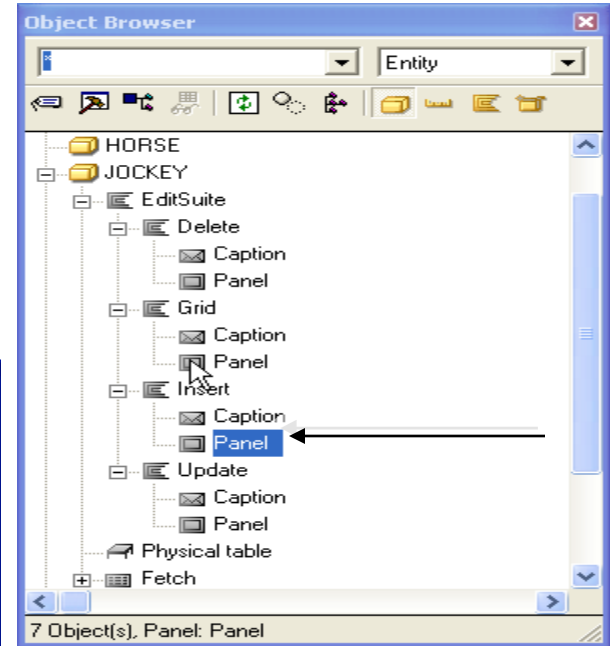 Object Browser
* Entity
HORSE
JOCKEY
EditSuite
Delete
Caption
Panel
Grid
Caption
Panel
Insert
Caption
Panel
Update
Caption
Panel
Physical table
Fetch
7 Object(s), Panel: Panel